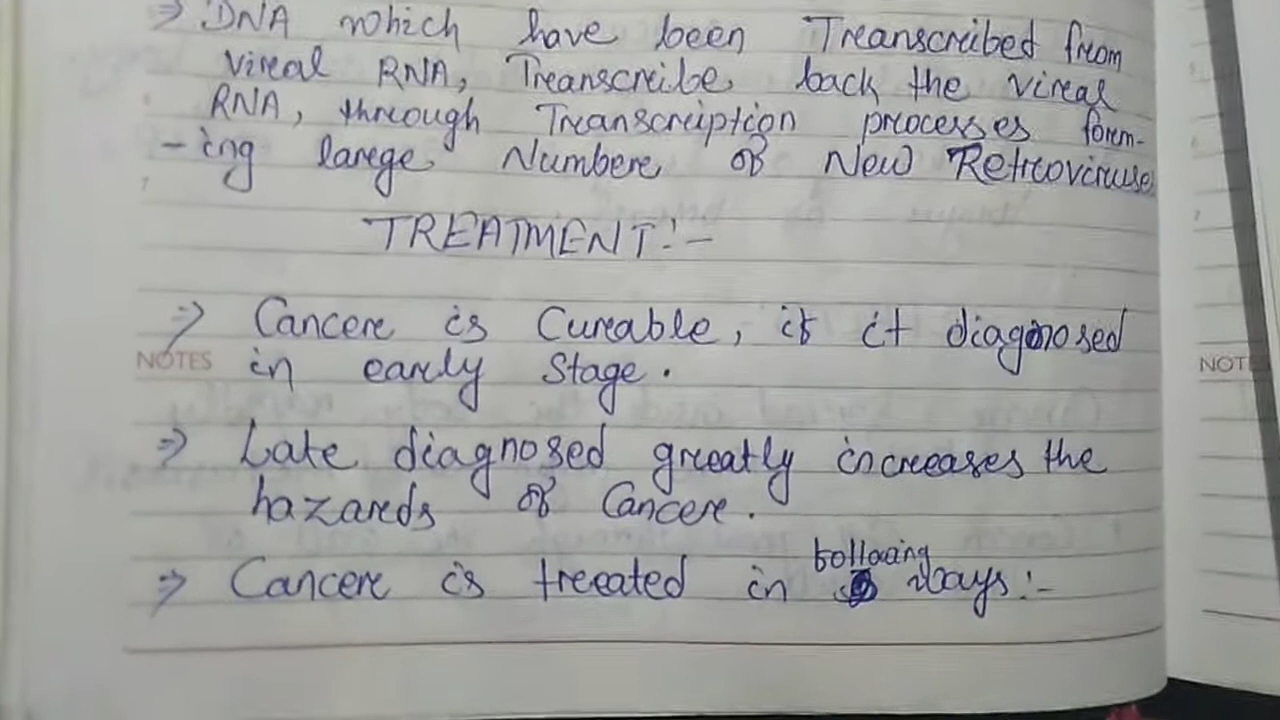 ⇒ DNA which have been Transcribed from
viral RNA, Transcribe, back the viral
RNA, through Transcription processes form-
-ing large Number, of New Retroviruse
TREATMENT:-
⇒ Cancer is Curable, if it diagnosed
NOTES in early Stage.
⇒ Late diagnosed greatly increases the
hazards of Cancer.
following
⇒ Cancer is treated in ways:-
NOT